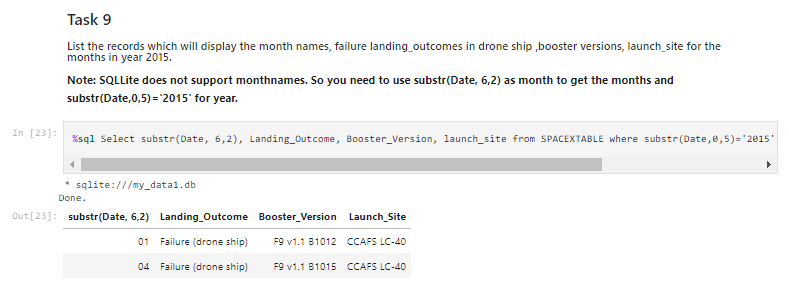 Task 9
List the records which will display the month names, failure landing_outcomes in drone ship ,booster versions, launch_site for the
months in year 2015.
Note: SQLLite does not support monthnames. So you need to use substr(Date, 6,2) as month to get the months and
substr(Date,0,5)='2015' for year.
In [23]: %sql Select substr(Date, 6,2), Landing_Outcome, Booster_Version, launch_site from SPACEXTABLE where substr(Date,0,5)='2015'
* sqlite:///my_data1.db
Done.
Out[23]: substr(Date, 6,2) Landing_Outcome Booster_Version Launch_Site
01 Failure (drone ship) F9 v1.1 B1012 CCAFS LC-40
04 Failure (drone ship) F9 v1.1 B1015 CCAFS LC-40